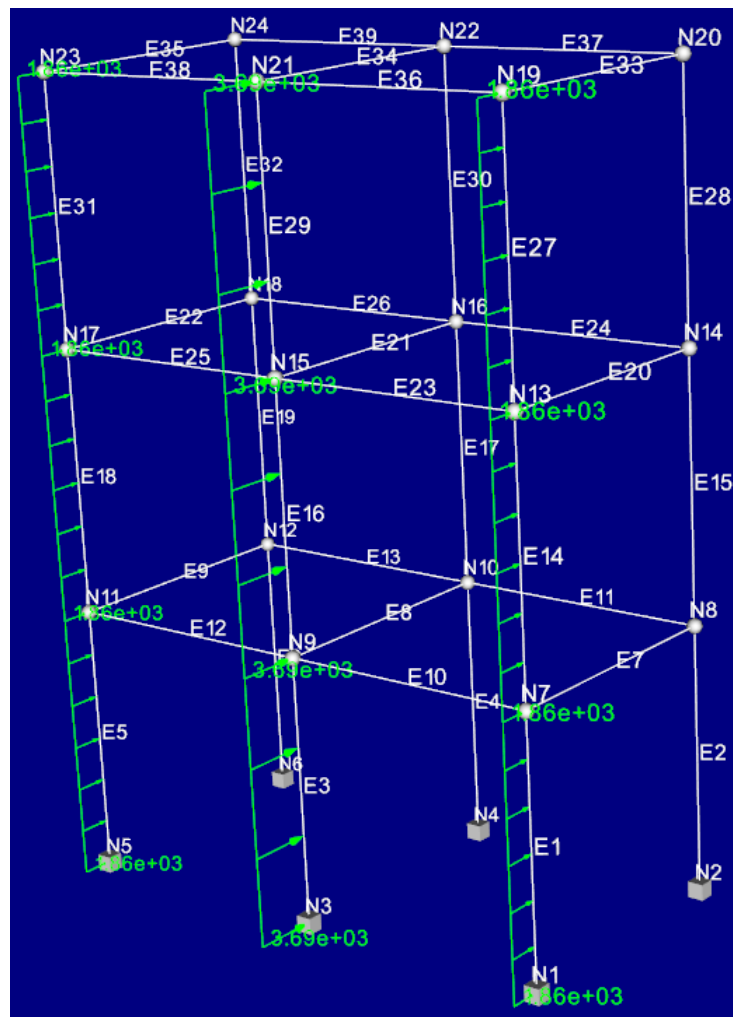 N24
E39
N22
E37
N20
N23
E35
1.86e+03
E38
N21
E34
3.69e+03
E36
N19
E33
1.86e+03
E32
E30
E28
E31
E29
E27
N18
E26
N16
E24
N14
N17
E22
1.86e+03
E25
N15
E21
3.69e+03
E23
E20
N13
1.86e+03
E19
E17
E18
E16
E15
N12
E13
N10
E14
E9
E11
N11
1.86e+03
E8
N8
E12
N9
3.69e+03
E10
E7
E4
N7
1.86e+03
E5
E2
N6
E3
N4
E1
N5
1.86e+03
N2
N3
3.69e+03
N1
1.86e+03